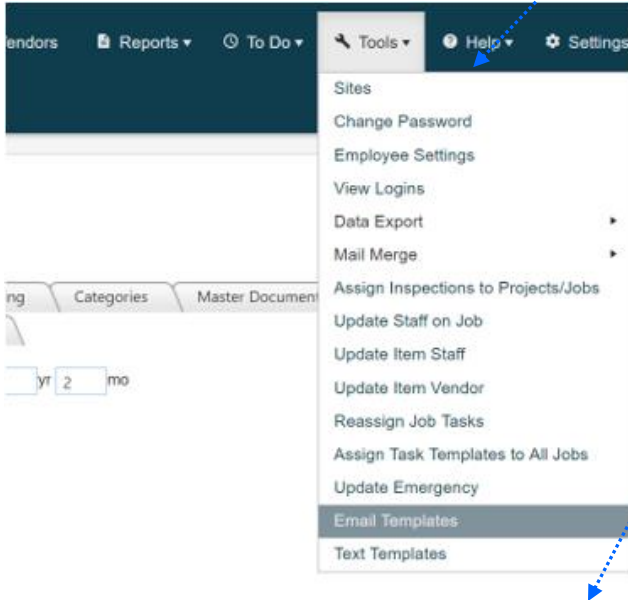 endors Reports ▾ To Do ▾ Tools ▾ Help ▾ Settings
Sites
Change Password
Employee Settings
View Logins
Data Export ▸
Mail Merge ▸
ng Categories Master Document
Assign Inspections to Projects/Jobs
Update Staff on Job
Update Item Staff
yr 2 mo
Update Item Vendor
Reassign Job Tasks
Assign Task Templates to All Jobs
Update Emergency
Email Templates
Text Templates